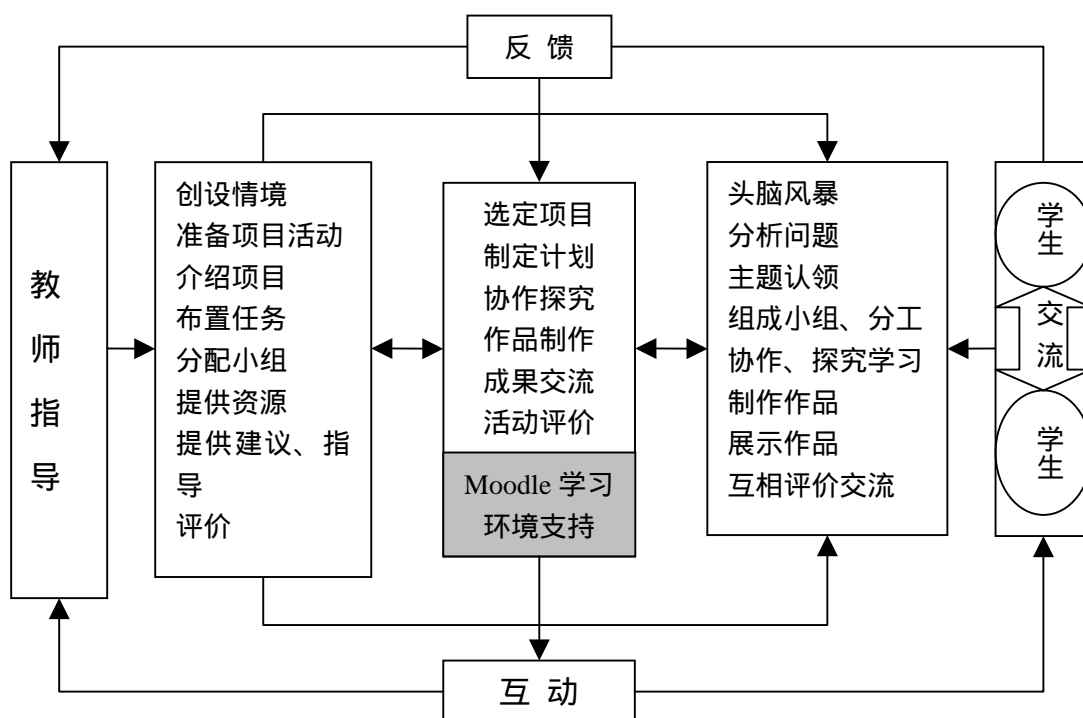 反 馈
教
师
指
导
创设情境
准备项目活动
介绍项目
布置任务
分配小组
提供资源
提供建议、指
导
评价
选定项目
制定计划
协作探究
作品制作
成果交流
活动评价
Moodle 学习
环境支持
头脑风暴
分析问题
主题认领
组成小组、分工
协作、探究学习
制作作品
展示作品
互相评价交流
学生
交流
学生
互 动